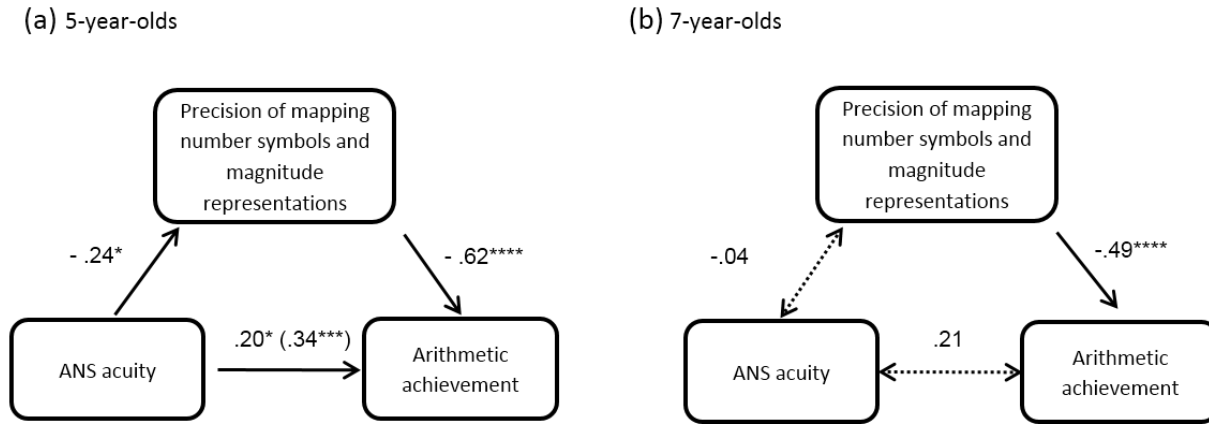 (a) 5-year-olds
Precision of mapping
number symbols and
magnitude
representations
- .24*
- .62****
.20* (.34***)
ANS acuity
Arithmetic
achievement
(b) 7-year-olds
Precision of mapping
number symbols and
magnitude
representations
-.04
-.49****
.21
ANS acuity
Arithmetic
achievement